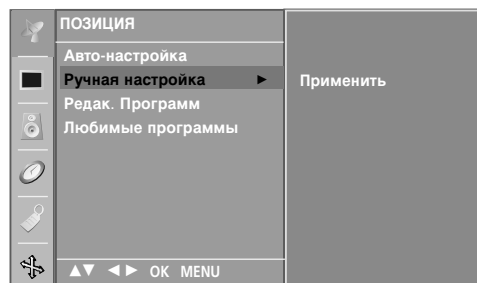 ПОЗИЦИЯ
Авто-настройка
Ручная настройка ►
Применить
Редак. Программ
Любимые программы
▲▼ ◄► OK MENU